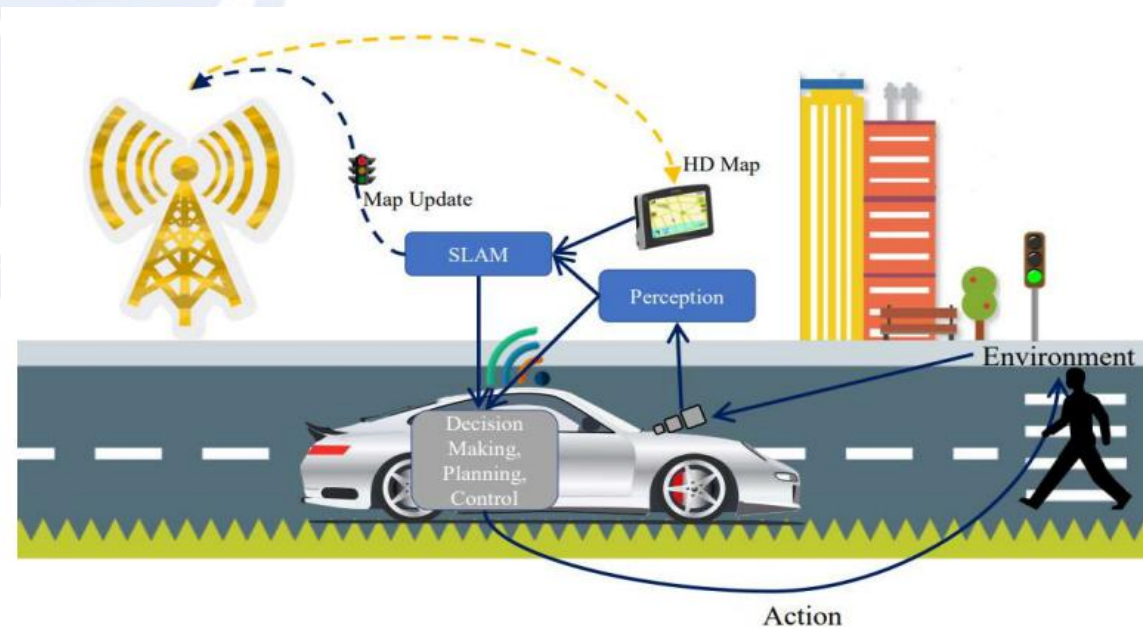 HD Map
Map Update
SLAM
Perception
Environment
Decision
Making,
Planning,
Control
Action